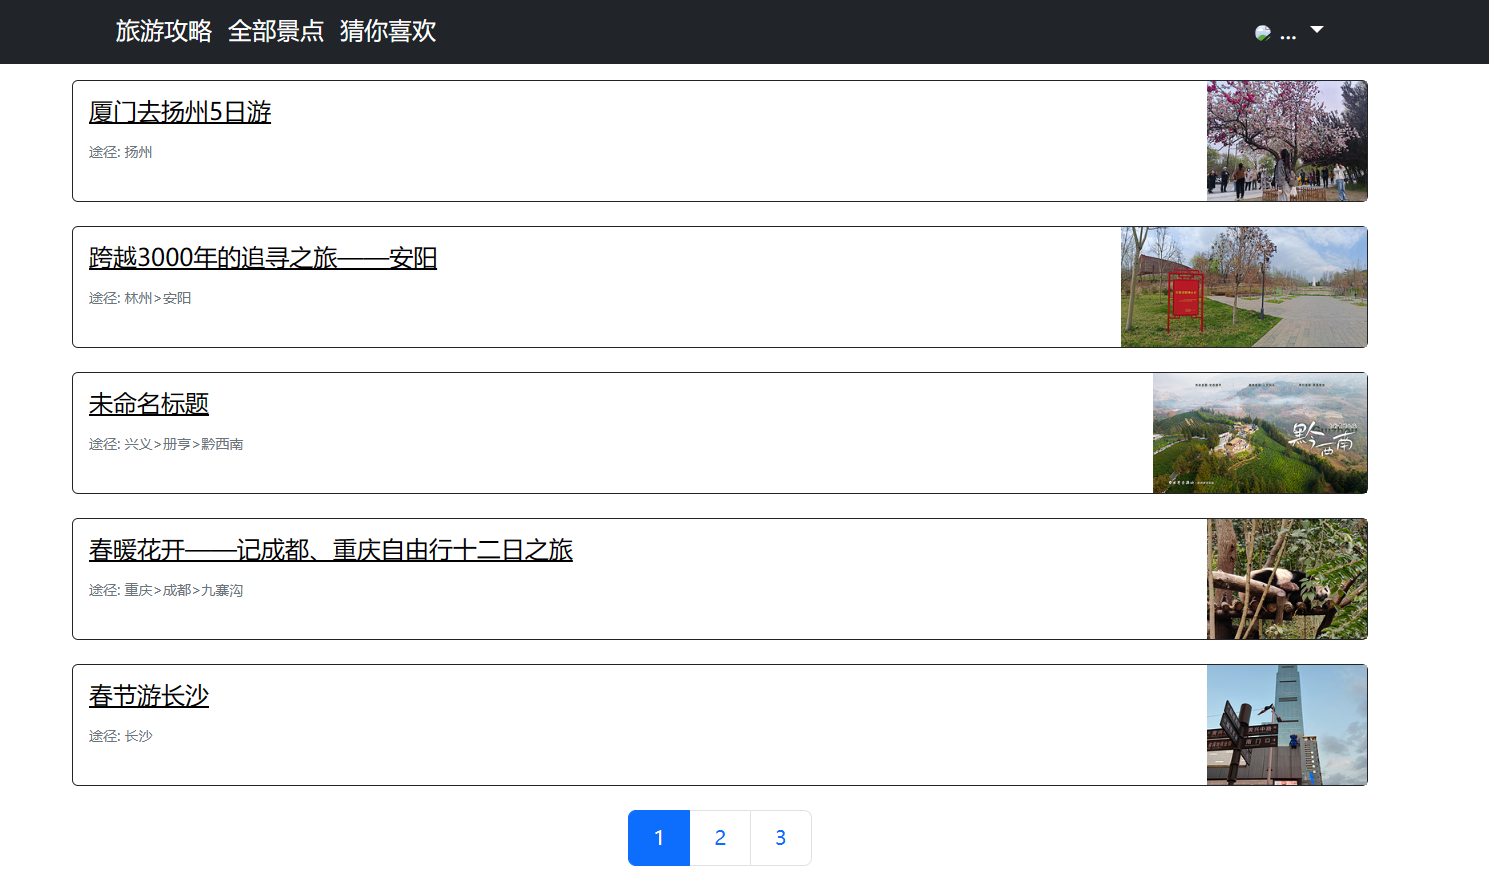 旅游攻略 全部景点 猜你喜欢 ...
厦门去扬州5日游
途径: 扬州
跨越3000年的追寻之旅——安阳
途径: 林州>安阳
未命名标题
途径: 兴义>册亨>黔西南
黔西南
春暖花开——记成都、重庆自由行十二日之旅
途径: 重庆>成都>九寨沟
春节游长沙
途径: 长沙
1 2 3